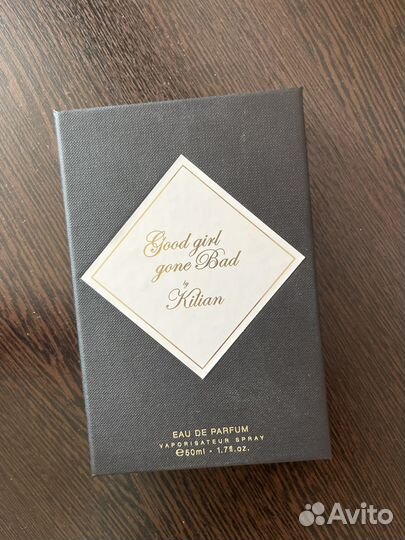 Good girl
gone Bad
by
Kilian
EAU DE PARFUM
VAPORISATEUR SPRAY
℮50ml - 1.7fl.oz.
Avito